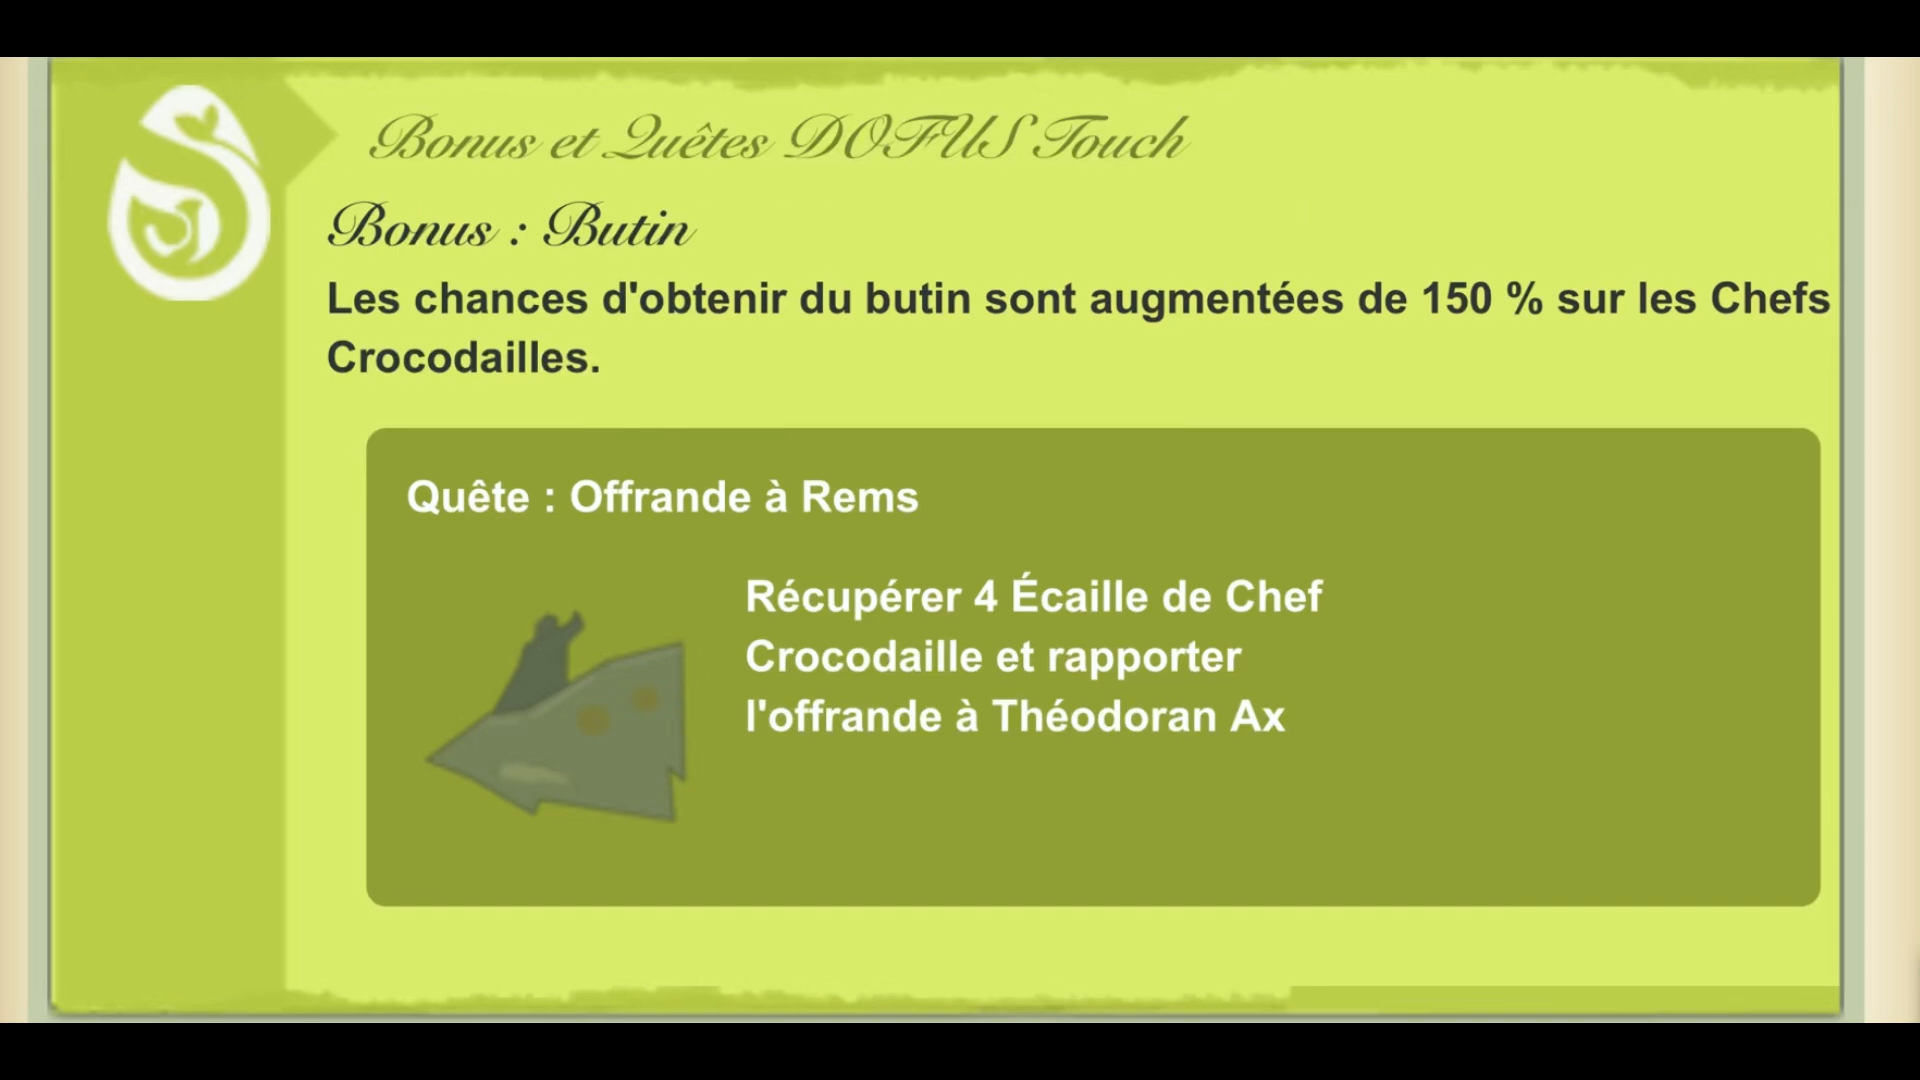 Bonus et Quêtes DOFUS Touch
Bonus : Butin
Les chances d'obtenir du butin sont augmentées de 150 % sur les Chefs
Crocodailles.
Quête : Offrande à Rems
Récupérer 4 Écaille de Chef
Crocodaille et rapporter
l'offrande à Théodoran Ax